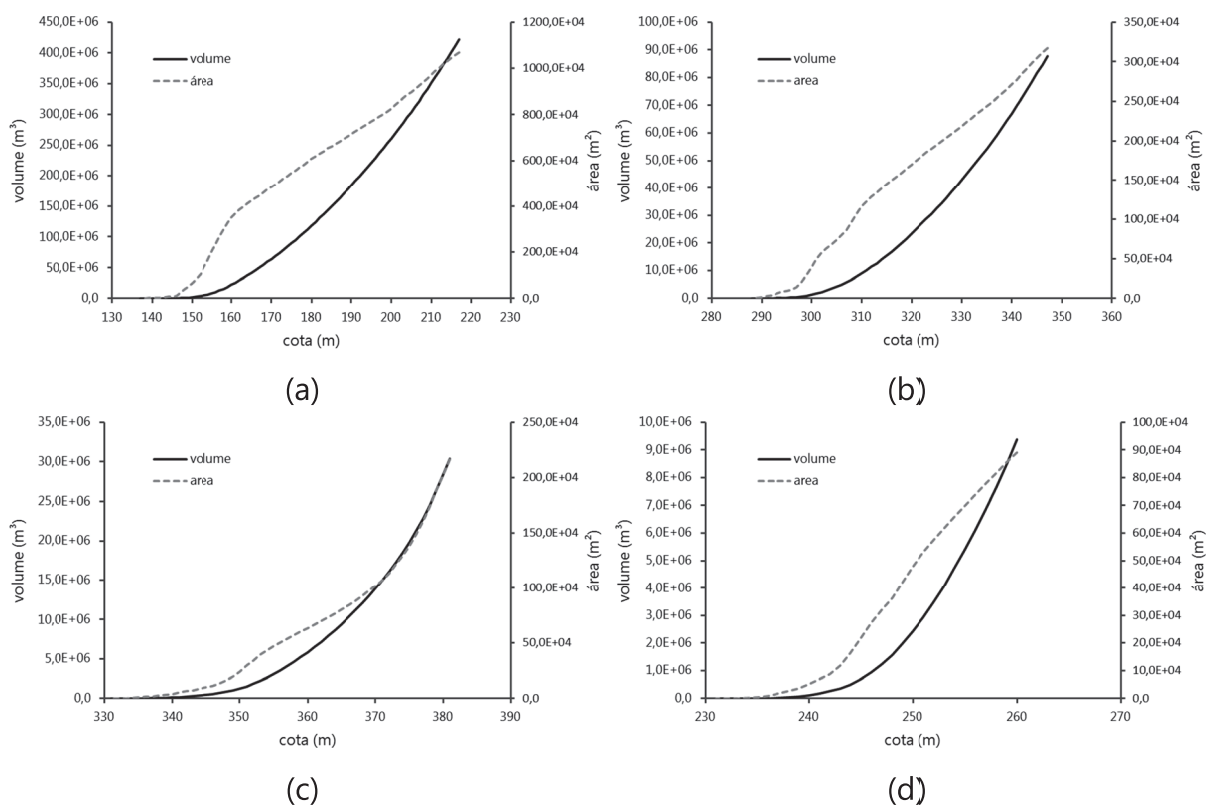 450,0E+06
400,0E+06
350,0E+06
300,0E+06
250,0E+06
200,0E+06
150,0E+06
100,0E+06
50,0E+06
0,0
volume (m³)
volume
área
1200,0E+04
1000,0E+04
800,0E+04
600,0E+04
400,0E+04
200,0E+04
0,0
área (m²)
130 140 150 160 170 180 190 200 210 220 230
cota (m)
(a)
100,0E+06
90,0E+06
80,0E+06
70,0E+06
60,0E+06
50,0E+06
40,0E+06
30,0E+06
20,0E+06
10,0E+06
0,0
volume (m³)
volume
area
350,0E+04
300,0E+04
250,0E+04
200,0E+04
150,0E+04
100,0E+04
50,0E+04
0,0
área (m²)
280 290 300 310 320 330 340 350 360
cota (m)
(b)
35,0E+06
30,0E+06
25,0E+06
20,0E+06
15,0E+06
10,0E+06
5,0E+06
0,0
volume (m³)
volume
area
250,0E+04
200,0E+04
150,0E+04
100,0E+04
50,0E+04
0,0
área (m²)
330 340 350 360 370 380 390
cota (m)
(c)
10,0E+06
9,0E+06
8,0E+06
7,0E+06
6,0E+06
5,0E+06
4,0E+06
3,0E+06
2,0E+06
1,0E+06
0,0
volume (m³)
volume
area
100,0E+04
90,0E+04
80,0E+04
70,0E+04
60,0E+04
50,0E+04
40,0E+04
30,0E+04
20,0E+04
10,0E+04
0,0
área (m²)
230 240 250 260 270
cota (m)
(d)